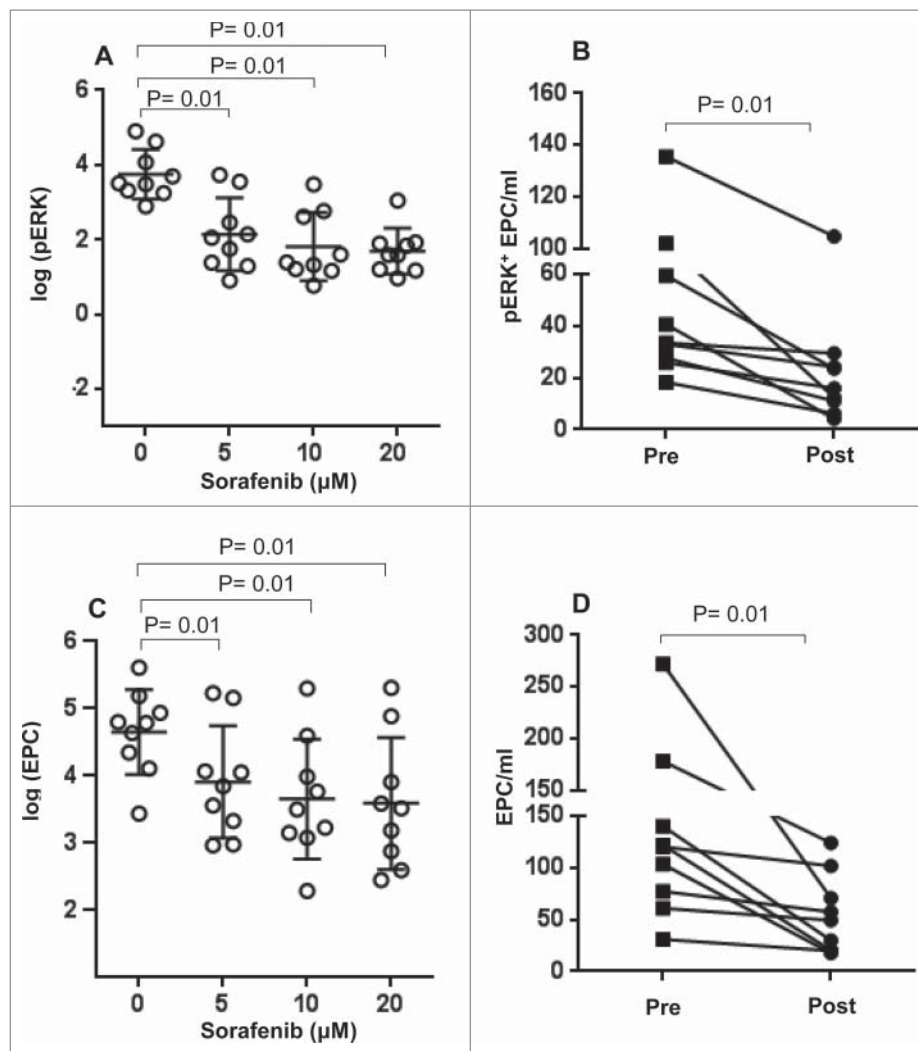 A
P= 0.01
P= 0.01
P= 0.01
log (pERK)
6
4
2
0
-2
0 5 10 20
Sorafenib (µM)
B
P= 0.01
pERK⁺ EPC/ml
160
140
120
100
60
40
20
0
Pre Post
C
P= 0.01
P= 0.01
P= 0.01
log (EPC)
6
5
4
3
2
0 5 10 20
Sorafenib (µM)
D
P= 0.01
EPC/ml
300
250
200
150
150
100
50
0
Pre Post